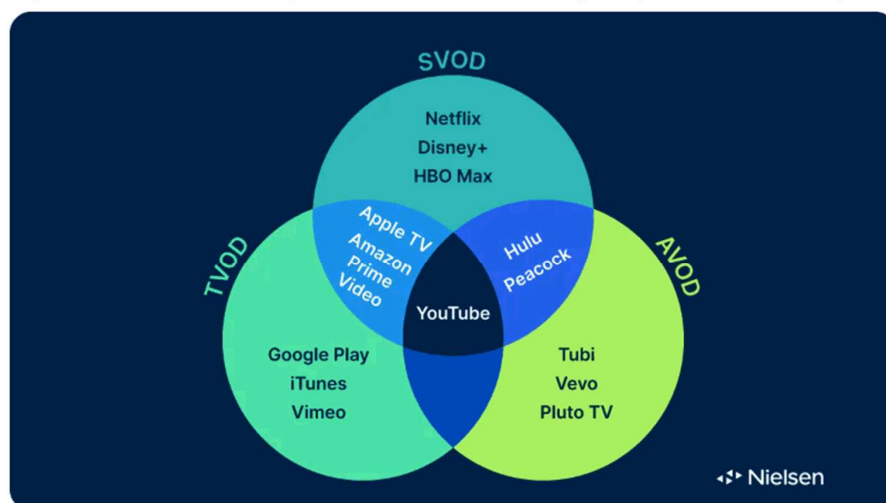 SVOD
Netflix
Disney+
HBO Max
TVOD
Apple TV
Amazon
Prime
Video
Hulu
Peacock
AVOD
YouTube
Google Play
iTunes
Vimeo
Tubi
Vevo
Pluto TV
Nielsen